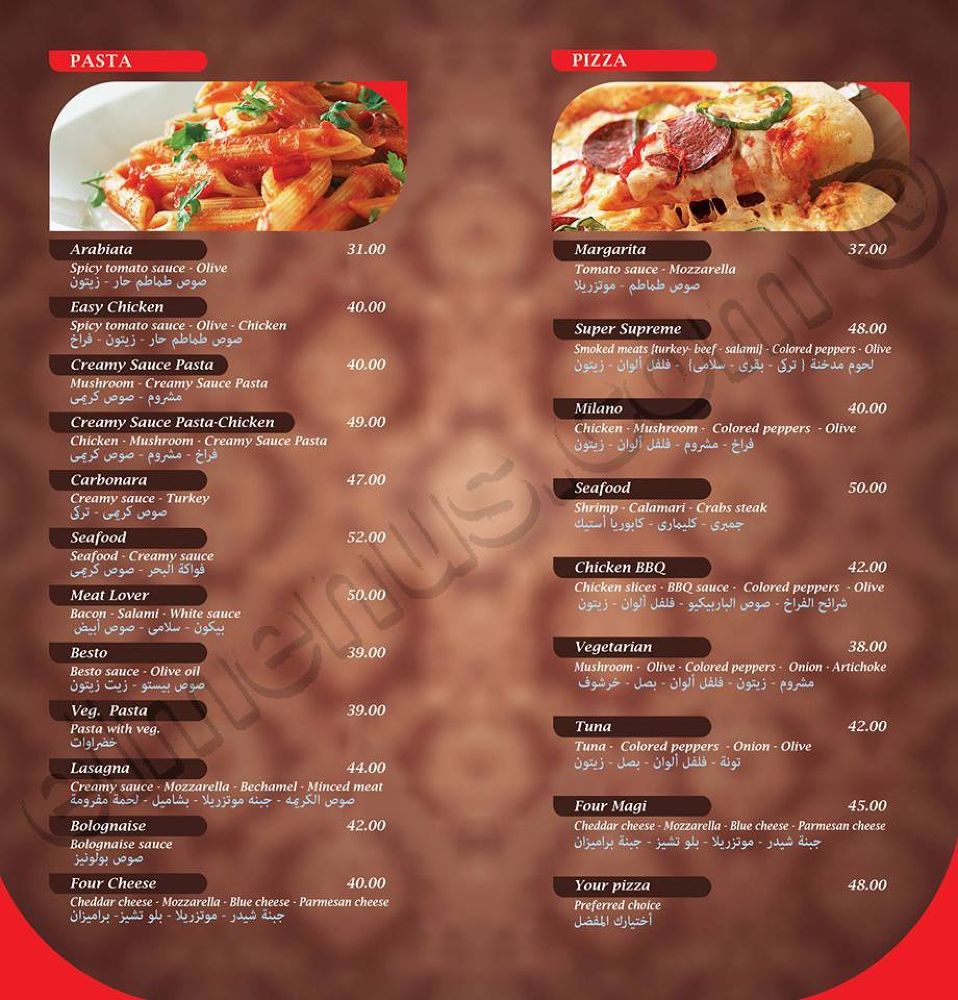 PASTA
Arabiata 31.00
Spicy tomato sauce - Olive
صوص طماطم حار - زيتون
Easy Chicken 40.00
Spicy tomato sauce - Olive - Chicken
صوص طماطم حار - زيتون - فراخ
Creamy Sauce Pasta 40.00
Mushroom - Creamy Sauce Pasta
مشروم - صوص كريمى
Creamy Sauce Pasta-Chicken 49.00
Chicken - Mushroom - Creamy Sauce Pasta
فراخ - مشروم - صوص كريمى
Carbonara 47.00
Creamy sauce - Turkey
صوص كريمى - تركى
Seafood 52.00
Seafood - Creamy sauce
فواكة البحر - صوص كريمى
Meat Lover 50.00
Bacon - Salami - White sauce
بيكون - سلامى - صوص أبيض
Besto 39.00
Besto sauce - Olive oil
صوص بيستو - زيت زيتون
Veg. Pasta 39.00
Pasta with veg.
خضراوات
Lasagna 44.00
Creamy sauce - Mozzarella - Bechamel - Minced meat
صوص الكريمه - جبنه موتزريلا - بشاميل - لحمة مفرومة
Bolognaise 42.00
Bolognaise sauce
صوص بولونيز
Four Cheese 40.00
Cheddar cheese - Mozzarella - Blue cheese - Parmesan cheese
جبنة شيدر - موتزريلا - بلو تشيز- براميزان
PIZZA
Margarita 37.00
Tomato sauce - Mozzarella
صوص طماطم - موتزريلا
Super Supreme 48.00
Smoked meats {turkey- beef - salami} - Colored peppers - Olive
لحوم مدخنة { تركى - بقرى - سلامى} - فلفل ألوان - زيتون
Milano 40.00
Chicken - Mushroom - Colored peppers - Olive
فراخ - مشروم - فلفل ألوان - زيتون
Seafood 50.00
Shrimp - Calamari - Crabs steak
جمبرى - كليمارى - كابوريا أستيك
Chicken BBQ 42.00
Chicken slices - BBQ sauce - Colored peppers - Olive
شرائح الفراخ - صوص الباربيكيو - فلفل ألوان - زيتون
Vegetarian 38.00
Mushroom - Olive - Colored peppers - Onion - Artichoke
مشروم - زيتون - فلفل ألوان - بصل - خرشوف
Tuna 42.00
Tuna - Colored peppers - Onion - Olive
تونة - فلفل ألوان - بصل - زيتون
Four Magi 45.00
Cheddar cheese - Mozzarella - Blue cheese - Parmesan cheese
جبنة شيدر - موتزريلا - بلو تشيز - جبنة براميزان
Your pizza 48.00
Preferred choice
أختيارك المفضل
elmenus.com ®